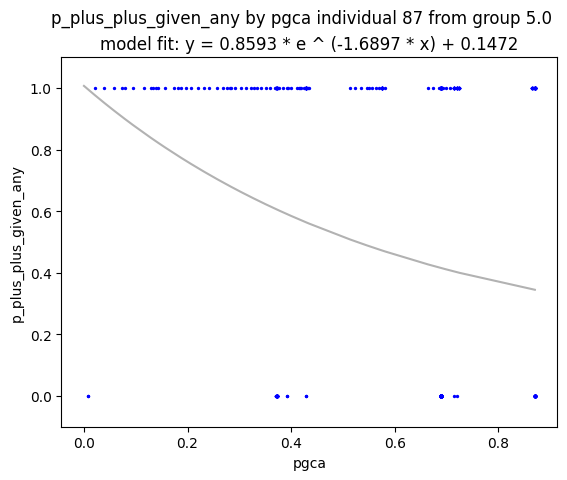 p_plus_plus_given_any by pgca individual 87 from group 5.0
model fit: y = 0.8593 * e ^ (-1.6897 * x) + 0.1472
1.0
0.8
0.6
0.4
0.2
0.0
p_plus_plus_given_any
0.0 0.2 0.4 0.6 0.8
pgca